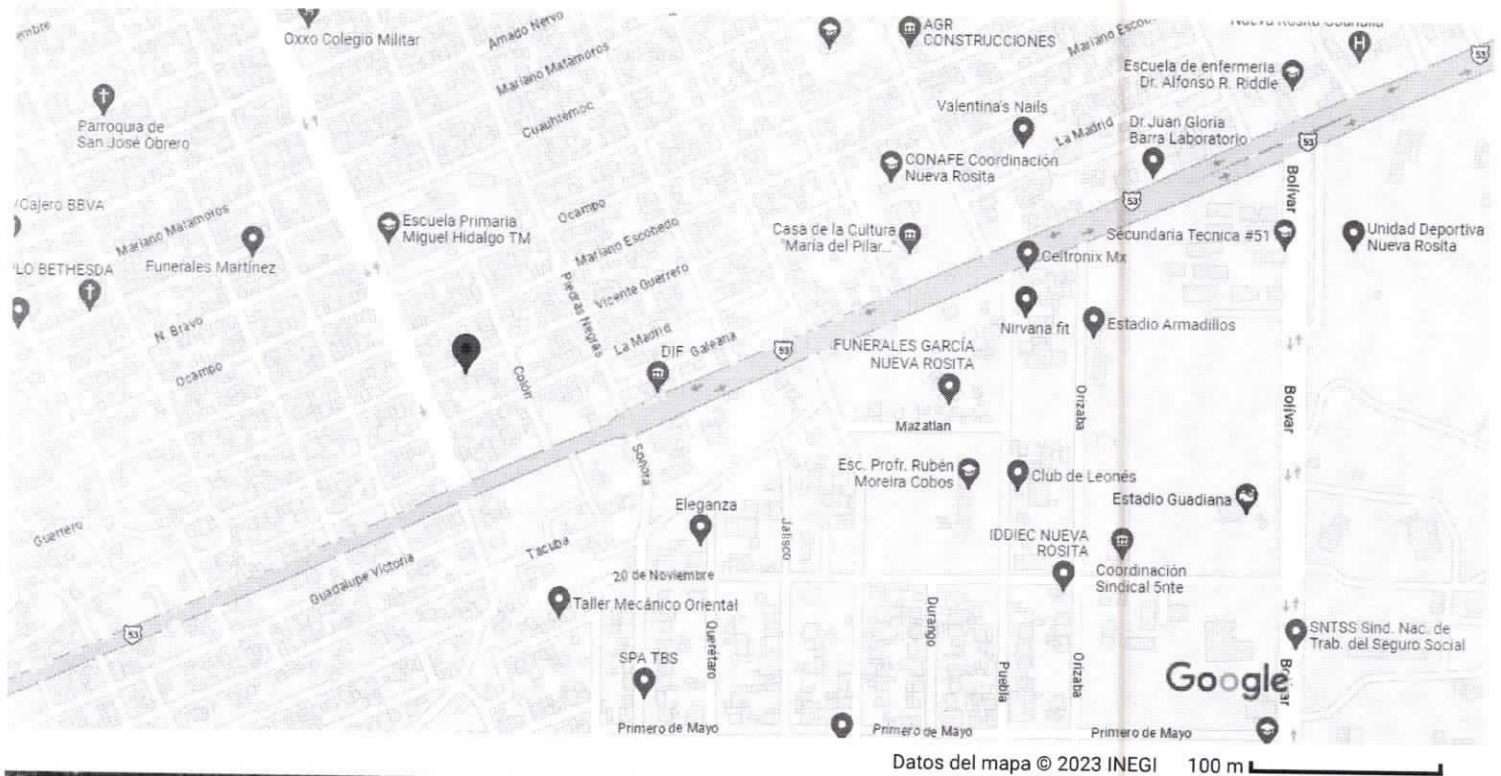 Oxxo Colegio Militar
Amado Nervo
AGR
CONSTRUCCIONES
Mariano Matamoros
Escuela de enfermería
Dr. Alfonso R. Riddle
53
Parroquia de
San José Obrero
Cuauhtémoc
Valentina's Nails
La Madrid
Dr.Juan Gloria
Barra Laboratorio
53
CONAFE Coordinación
Nueva Rosita
Cajero BBVA
Mariano Matamoros
Funerales Martínez
Escuela Primaria
Miguel Hidalgo TM
Ocampo
Mariano Escobedo
Casa de la Cultura
"María del Pilar...
53
Bolívar
Secundaria Tecnica #51
Unidad Deportiva
Nueva Rosita
Celtronix Mx
LO BETHESDA
Piedras Negras
Vicente Guerrero
N. Bravo
Ocampo
Colón
La Madrid
DIF
Galeana
53
FUNERALES GARCÍA
NUEVA ROSITA
Nirvana fit
Estadio Armadillos
Orizaba
Bolívar
Mazatlan
Sonora
Esc. Profr. Rubén
Moreira Cobos
Club de Leones
Estadio Guadiana
Eleganza
Jalisco
Guerrero
Guadalupe Victoria
Tacuba
IDDIEC NUEVA
ROSITA
Coordinación
Sindical 5nte
20 de Noviembre
Taller Mecánico Oriental
Querétaro
Durango
53
SNTSS Sind. Nac. de
Trab. del Seguro Social
SPA TBS
Puebla
Orizaba
Google
Bolívar
Primero de Mayo
Primero de Mayo
Primero de Mayo
Datos del mapa © 2023 INEGI
100 m